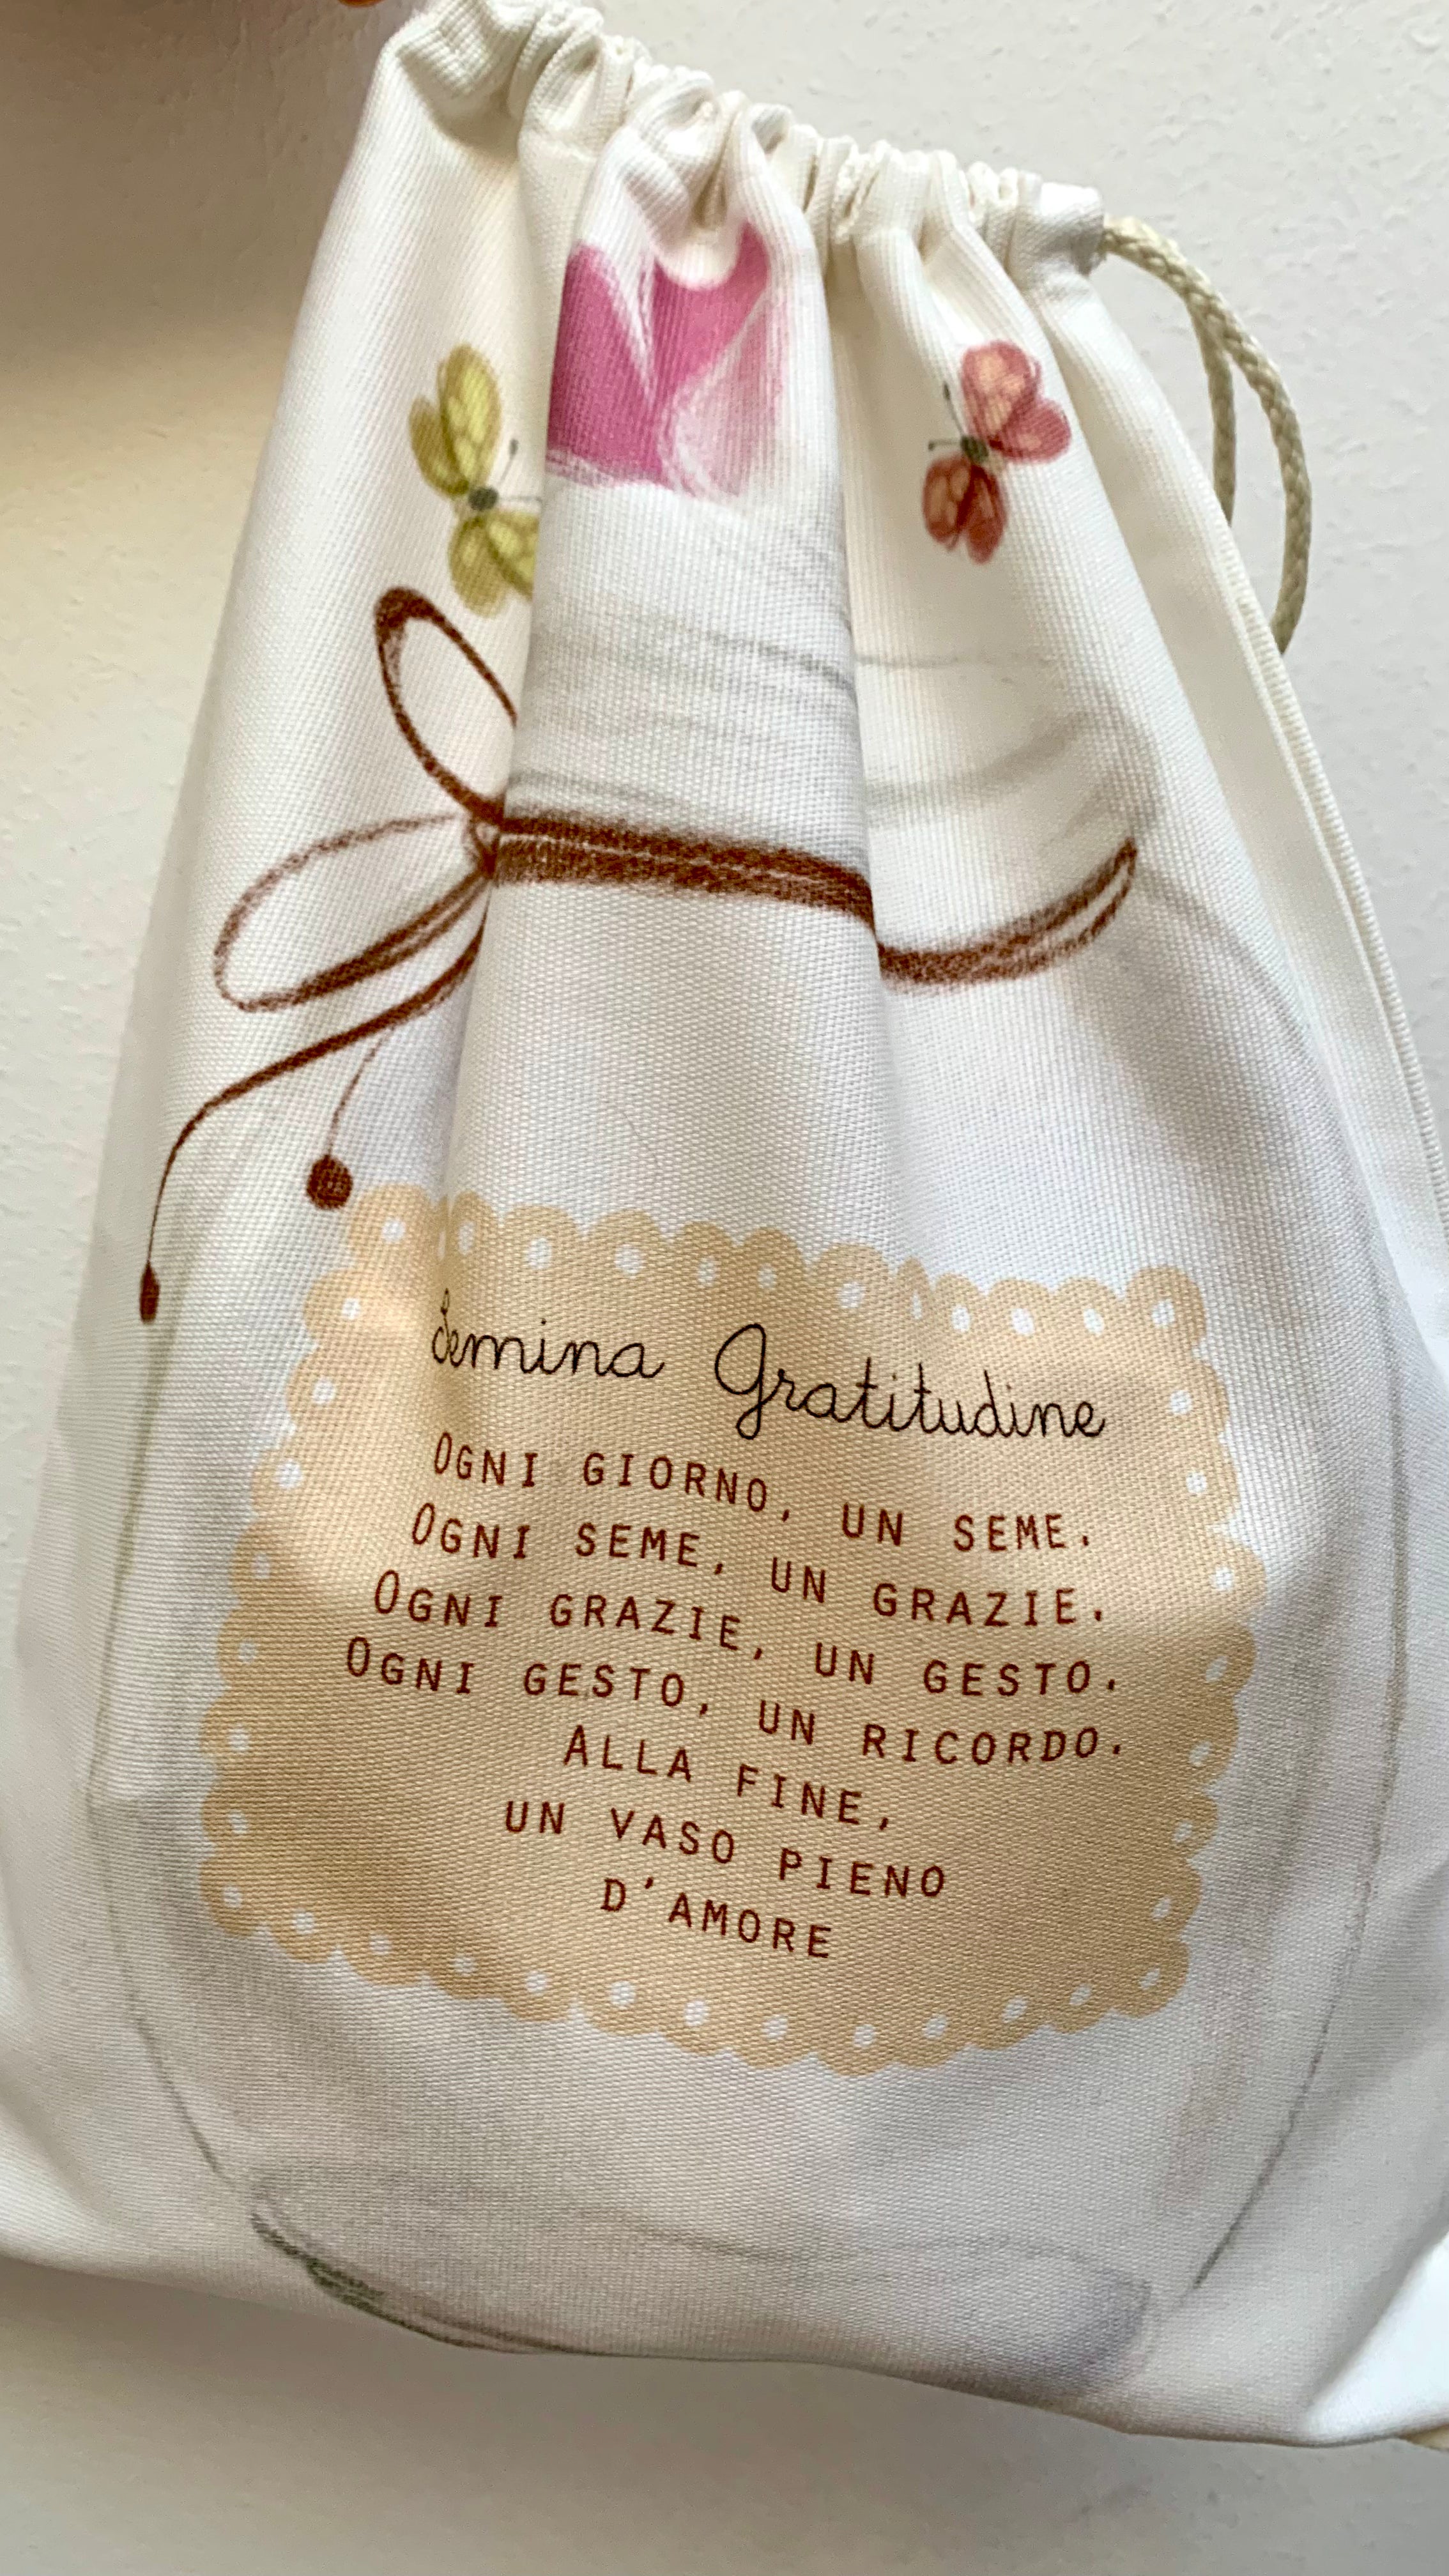 Semina Gratitudine
Ogni giorno, un seme.
Ogni seme, un grazie.
Ogni grazie, un gesto.
Ogni gesto, un ricordo.
Alla fine,
un vaso pieno
d'amore